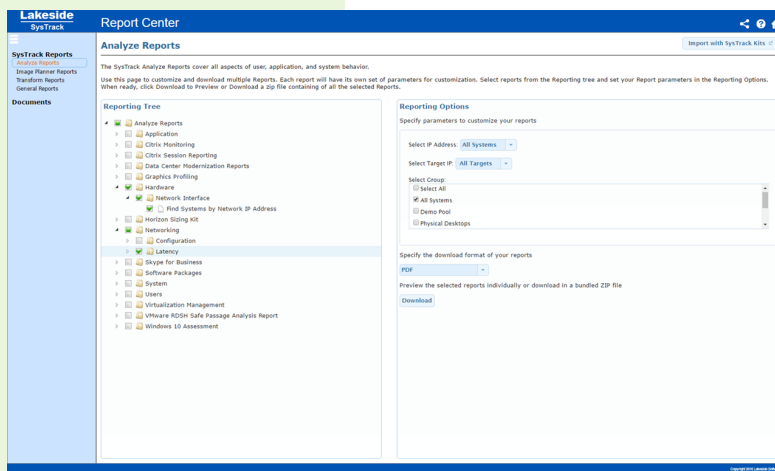 Lakeside
SysTrack
Report Center
SysTrack Reports
Analyze Reports
Image Planner Reports
Transform Reports
General Reports
Documents
Analyze Reports
Import with SysTrack Kits
The SysTrack Analyze Reports cover all aspects of user, application, and system behavior.
Use this page to customize and download multiple Reports. Each report will have its own set of parameters for customization. Select reports from the Reporting tree and set your Report parameters in the Reporting Options.
When ready, click Download to Preview or Download a zip file containing of all the selected Reports.
Reporting Tree
Analyze Reports
Application
Citrix Monitoring
Citrix Session Reporting
Data Center Modernization Reports
Graphics Profiling
Hardware
Network Interface
Find Systems by Network IP Address
Horizon Sizing Kit
Networking
Configuration
Latency
Skype for Business
Software Packages
System
Users
Virtualization Management
VMware RDSH Safe Passage Analysis Report
Windows 10 Assessment
Reporting Options
Specify parameters to customize your reports
Select IP Address: All Systems
Select Target IP: All Targets
Select Group:
Select All
All Systems
Demo Pool
Physical Desktops
Specify the download format of your reports
PDF
Preview the selected reports individually or download in a bundled ZIP file
Download